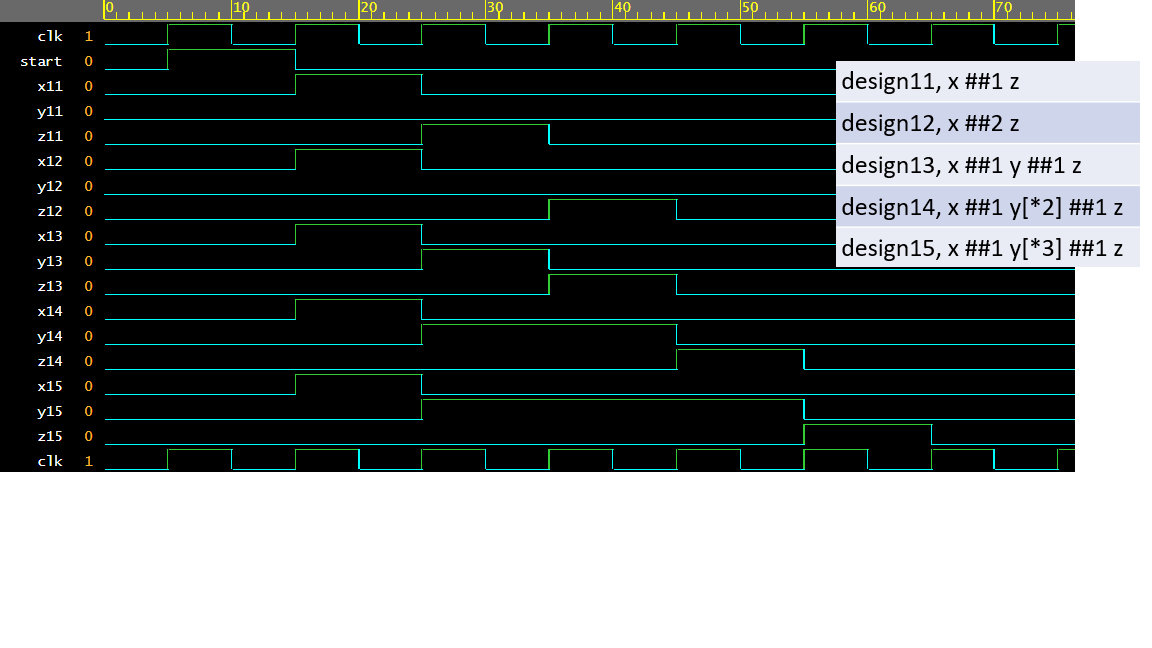 0 10 20 30 40 50 60 70
clk 1
start 0
x11 0
y11 0
z11 0
x12 0
y12 0
z12 0
x13 0
y13 0
z13 0
x14 0
y14 0
z14 0
x15 0
y15 0
z15 0
clk 1
design11, x ##1 z
design12, x ##2 z
design13, x ##1 y ##1 z
design14, x ##1 y[*2] ##1 z
design15, x ##1 y[*3] ##1 z